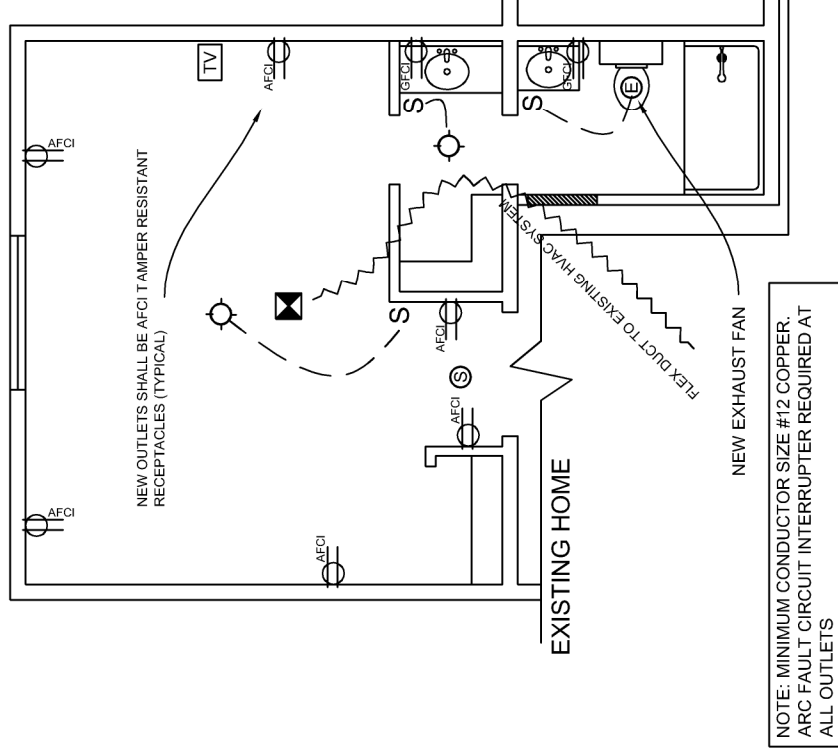 TV
AFCI
GFCI
GFCI
S
S
E
AFCI
NEW OUTLETS SHALL BE AFCI T AMPER RESISTANT
RECEPTACLES (TYPICAL)
FLEX DUCT TO EXISTING HVAC SYSTEM
S
AFCI
S
AFCI
NEW EXHAUST FAN
AFCI
AFCI
EXISTING HOME
NOTE: MINIMUM CONDUCTOR SIZE #12 COPPER.
ARC FAULT CIRCUIT INTERRUPTER REQUIRED AT
ALL OUTLETS